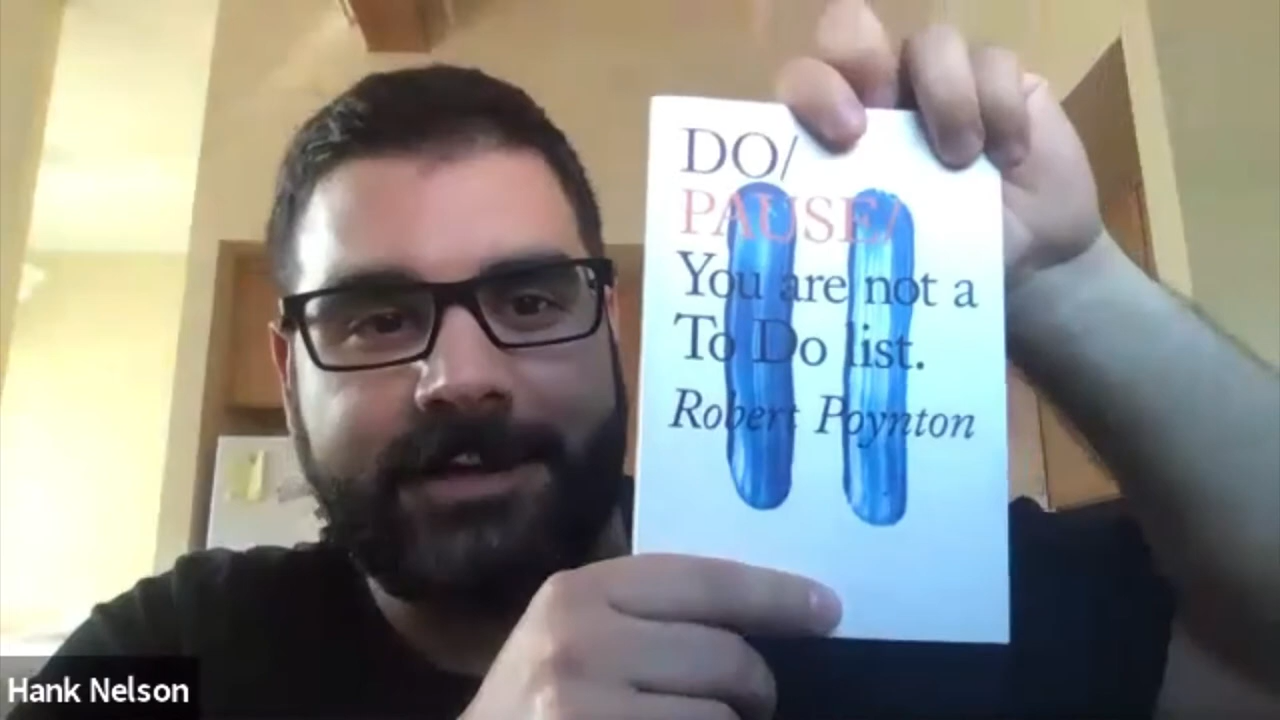 DO/
PAUSE/
You are not a
To Do list.
Robert Poynton
Hank Nelson